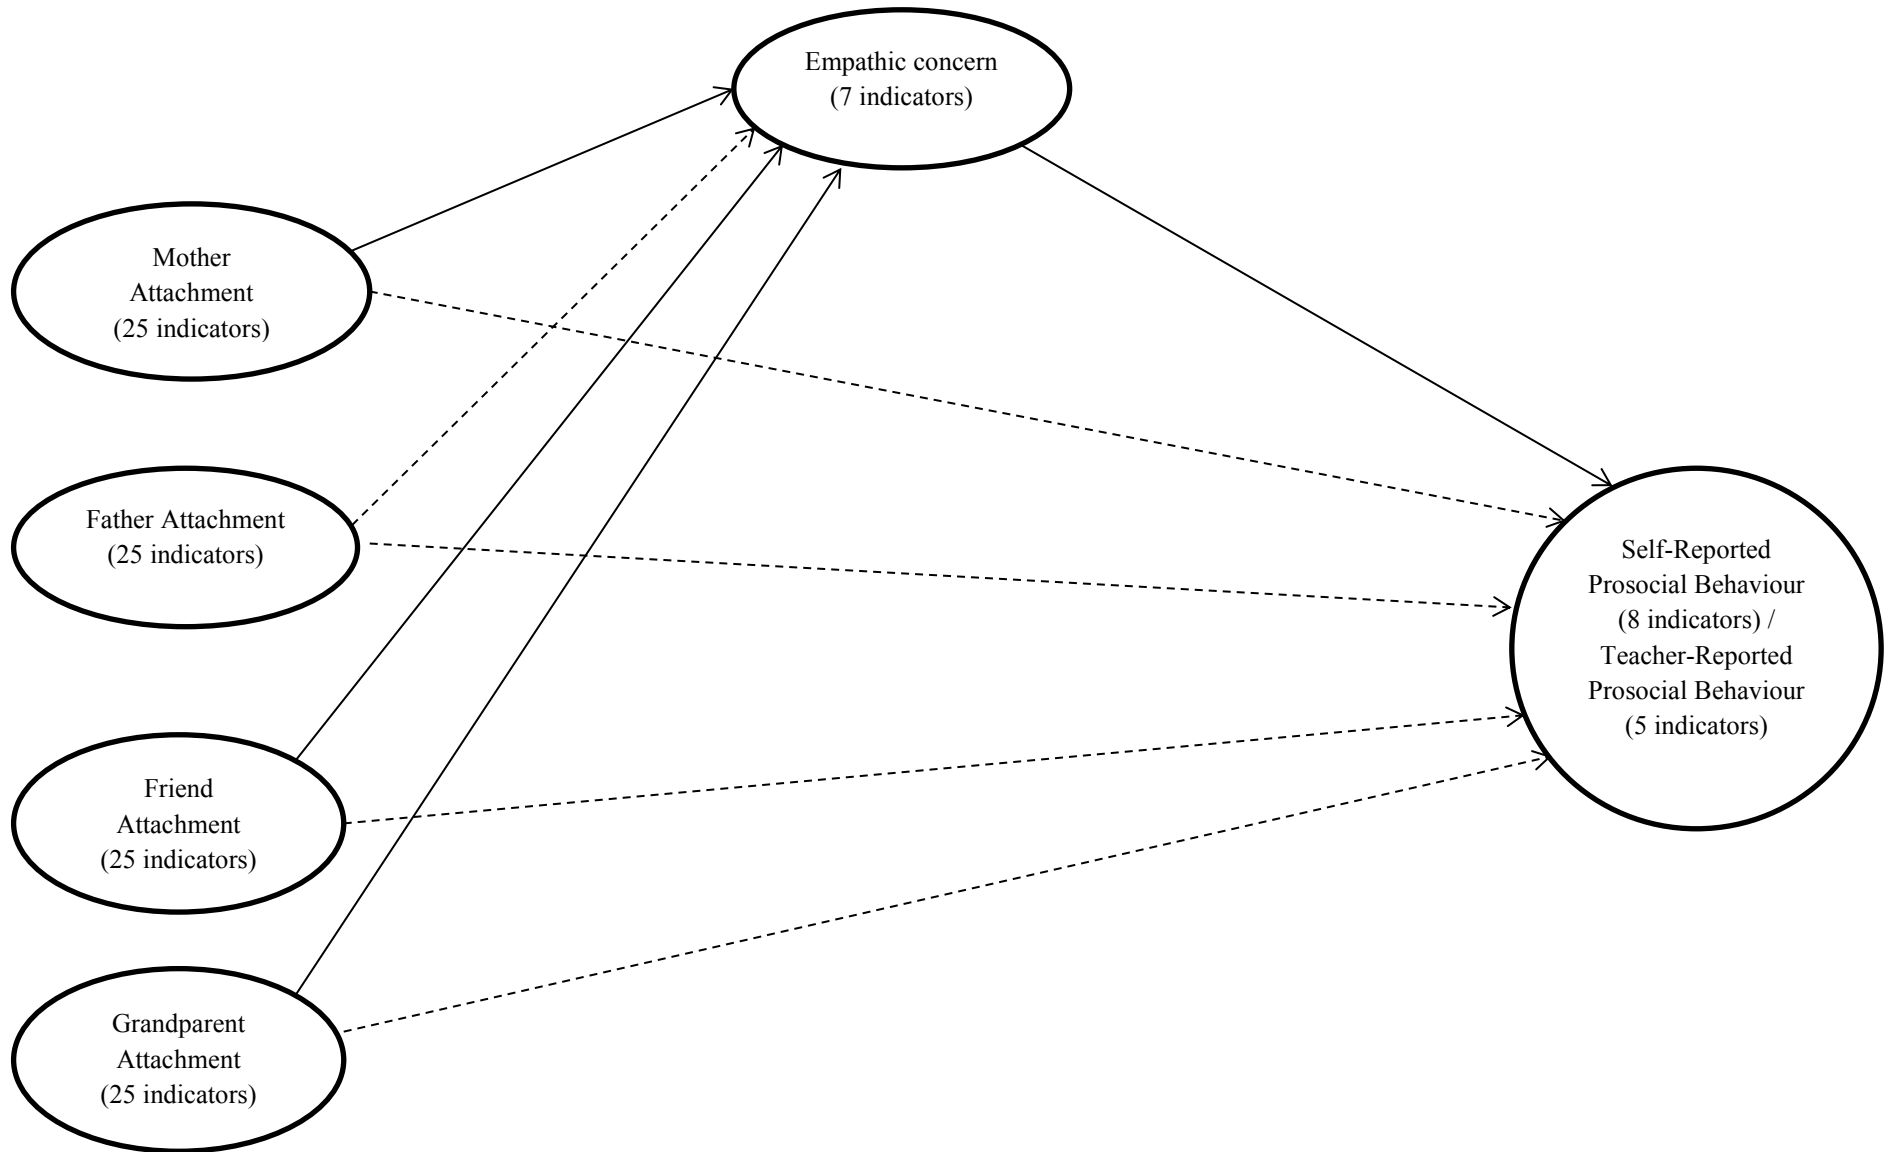 Empathic concern
(7 indicators)
Mother
Attachment
(25 indicators)
Father Attachment
(25 indicators)
Friend
Attachment
(25 indicators)
Grandparent
Attachment
(25 indicators)
Self-Reported
Prosocial Behaviour
(8 indicators) /
Teacher-Reported
Prosocial Behaviour
(5 indicators)